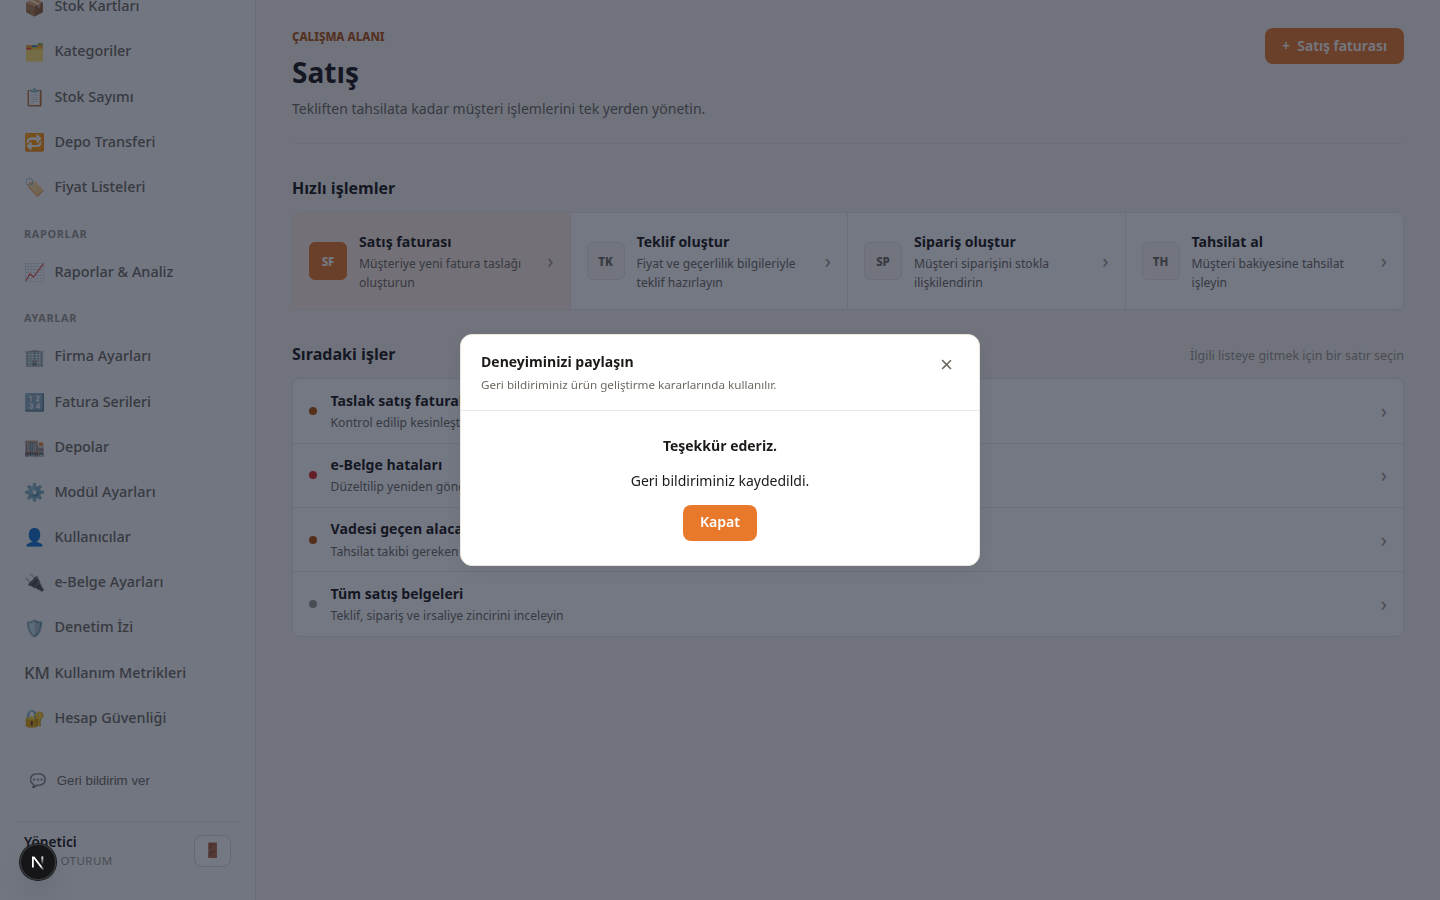 Stok Kartları
Kategoriler
Stok Sayımı
Depo Transferi
Fiyat Listeleri
RAPORLAR
Raporlar & Analiz
AYARLAR
Firma Ayarları
Fatura Serileri
Depolar
Modül Ayarları
Kullanıcılar
e-Belge Ayarları
Denetim İzi
KM Kullanım Metrikleri
Hesap Güvenliği
Geri bildirim ver
Yönetici
OTURUM
N
ÇALIŞMA ALANI
Satış
Tekliften tahsilata kadar müşteri işlemlerini tek yerden yönetin.
+ Satış faturası
Hızlı işlemler
SF
Satış faturası
Müşteriye yeni fatura taslağı
oluşturun
TK
Teklif oluştur
Fiyat ve geçerlilik bilgileriyle
teklif hazırlayın
SP
Sipariş oluştur
Müşteri siparişini stokla
ilişkilendirin
TH
Tahsilat al
Müşteri bakiyesine tahsilat
işleyin
Sıradaki işler
İlgili listeye gitmek için bir satır seçin
Taslak satış
Kontrol edilip
e-Belge hataları
Düzeltilip yeniden
Vadesi geçen
Tahsilat takibi gereken
Tüm satış belgeleri
Teklif, sipariş ve irsaliye zincirini inceleyin
Deneyiminizi paylaşın
Geri bildiriminiz ürün geliştirme kararlarında kullanılır.
Teşekkür ederiz.
Geri bildiriminiz kaydedildi.
Kapat